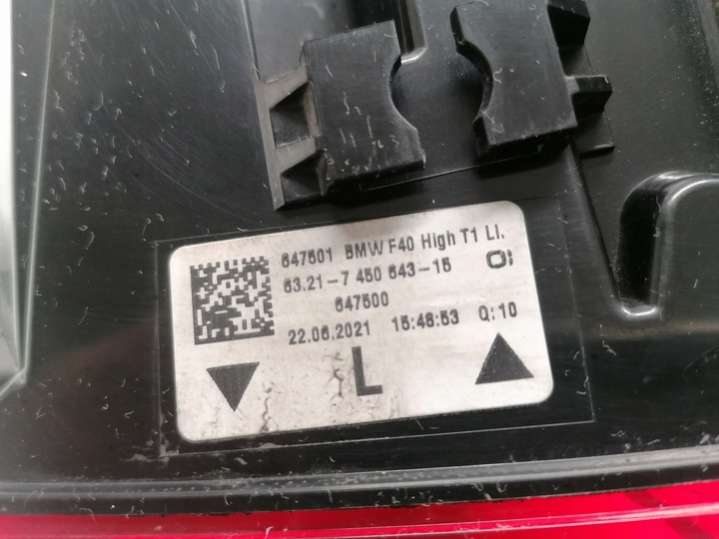 647501 BMW F40 High T1 LI.
63.21-7 450 643-15
647500
22.06.2021 15:48:53 Q:10
L